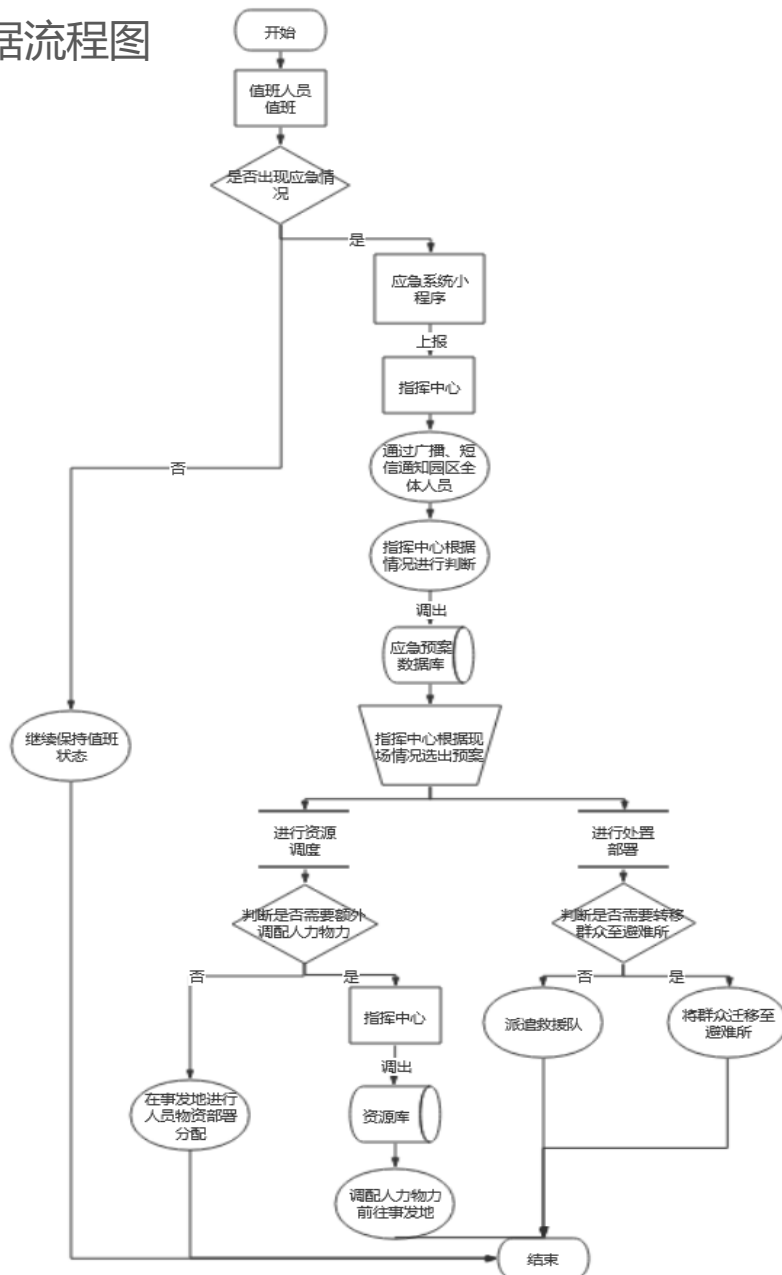 据流程图
开始
值班人员
值班
是否出现应急情
况
是
应急系统小
程序
上报
指挥中心
否
通过广播、短
信通知园区全
体人员
指挥中心根据
情况进行判断
调出
应急预案
数据库
继续保持值班
状态
指挥中心根据现
场情况选出预案
进行资源
调度
进行处置
部署
判断是否需要额外
调配人力物力
判断是否需要转移
群众至避难所
否
是
否
是
指挥中心
派遣救援队
将群众迁移至
避难所
调出
在事发地进行
人员物资部署
分配
资源库
调配人力物力
前往事发地
结束